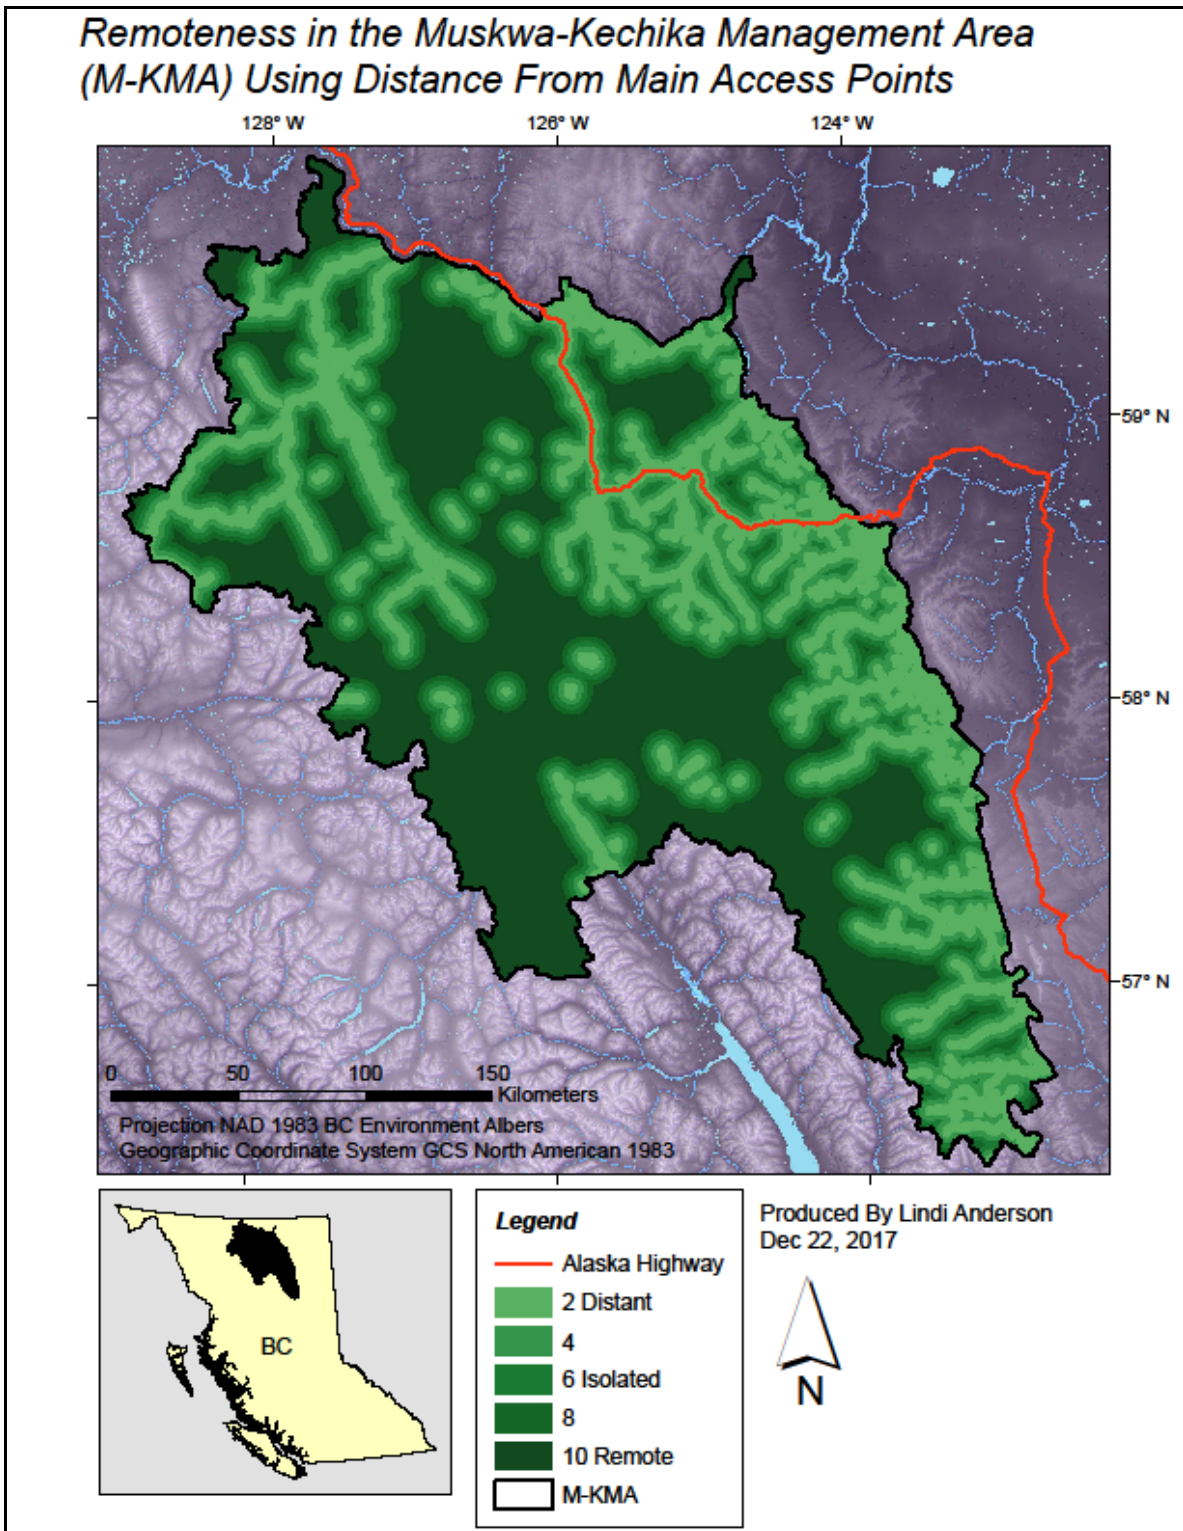 Remoteness in the Muskwa-Kechika Management Area
(M-KMA) Using Distance From Main Access Points
128° W 126° W 124° W
59° N
58° N
57° N
0 50 100 150
Kilometers
Projection NAD 1983 BC Environment Albers
Geographic Coordinate System GCS North American 1983
BC
Legend
Alaska Highway
2 Distant
4
6 Isolated
8
10 Remote
M-KMA
Produced By Lindi Anderson
Dec 22, 2017
N